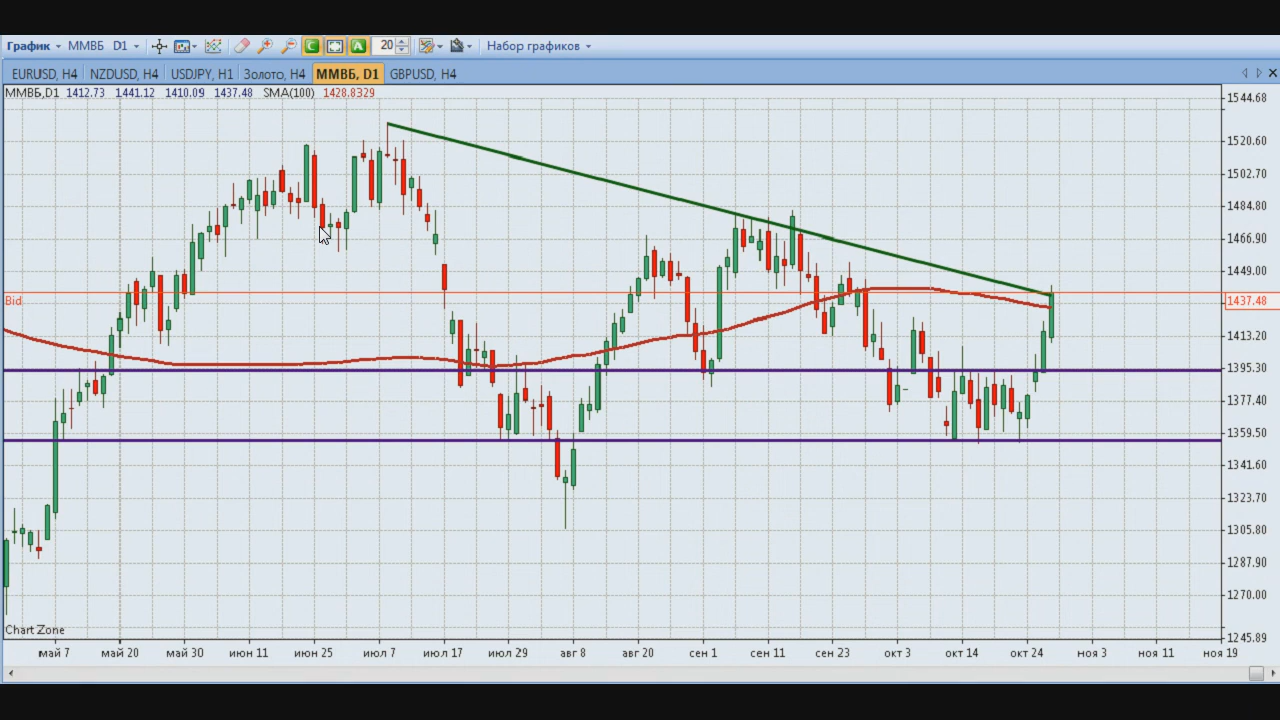 График ММВБ D1 20 Набор графиков
EURUSD, H4 NZDUSD, H4 USDJPY, H1 Золото, H4 ММВБ, D1 GBPUSD, H4
ММВБ,D1 1412.73 1441.12 1410.09 1437.48 SMA(100) 1428.8329
1544.68
1520.60
1502.70
1484.80
1466.90
1449.00
Bid
1437.48
1413.20
1395.30
1377.40
1359.50
1341.60
1323.70
1305.80
1287.90
1270.00
Chart Zone
1245.89
май 7 май 20 май 30 июн 11 июн 25 июл 7 июл 17 июл 29 авг 8 авг 20 сен 1 сен 11 сен 23 окт 3 окт 14 окт 24 ноя 3 ноя 11 ноя 19